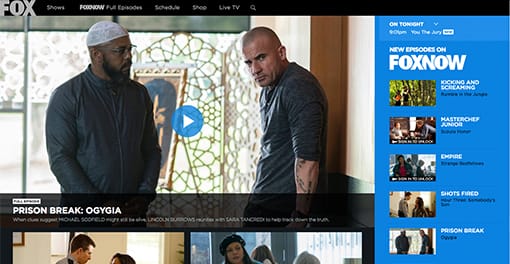 FOX
Shows FOXNOW Full Episodes Schedule Shop Live TV
ON TONIGHT
9:01pm You The Jury NEW
NEW EPISODES ON
FOXNOW
KICKING AND
SCREAMING
Rumble in the Jungle
MASTERCHEF
JUNIOR
SIGN IN TO UNLOCK
EMPIRE
Strange Bedfellows
SIGN IN TO UNLOCK
SHOTS FIRED
Hour Three: Somebody's
Son
PRISON BREAK
Ogygia
FULL EPISODE
PRISON BREAK: OGYGIA
When clues suggest MICHAEL SCOFIELD might still be alive, LINCOLN BURROWS reunites with SARA TANCREDI to help track down the truth.